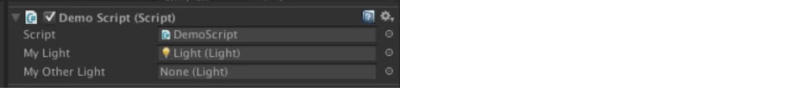 Demo Script (Script)
Script DemoScript
My Light Light (Light)
My Other Light None (Light)